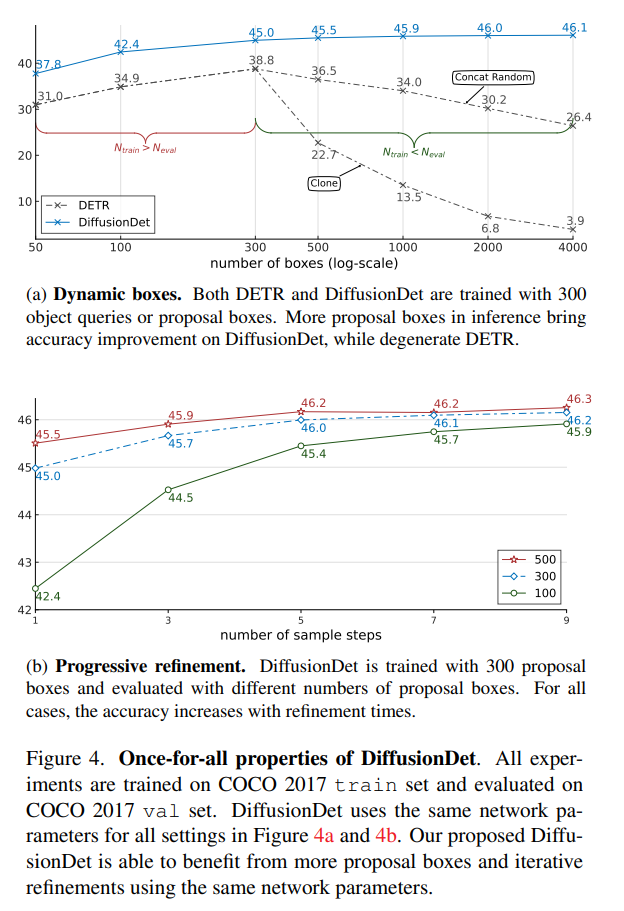 37.8 42.4 45.0 45.5 45.9 46.0 46.1
31.0 34.9 38.8 36.5 34.0 30.2 26.4
22.7 13.5 6.8 3.9
Concat Random
Clone
N_train > N_eval
N_train < N_eval
40
30
20
10
DETR
DiffusionDet
50 100 300 500 1000 2000 4000
number of boxes (log-scale)
(a) Dynamic boxes. Both DETR and DiffusionDet are trained with 300
object queries or proposal boxes. More proposal boxes in inference bring
accuracy improvement on DiffusionDet, while degenerate DETR.
45.5 45.9 46.2 46.2 46.3
45.0 45.7 46.0 46.1 46.2
42.4 44.5 45.4 45.7 45.9
46
45
44
43
42
500
300
100
1 3 5 7 9
number of sample steps
(b) Progressive refinement. DiffusionDet is trained with 300 proposal
boxes and evaluated with different numbers of proposal boxes. For all
cases, the accuracy increases with refinement times.
Figure 4. Once-for-all properties of DiffusionDet. All exper-
iments are trained on COCO 2017 train set and evaluated on
COCO 2017 val set. DiffusionDet uses the same network pa-
rameters for all settings in Figure 4a and 4b. Our proposed Diffu-
sionDet is able to benefit from more proposal boxes and iterative
refinements using the same network parameters.